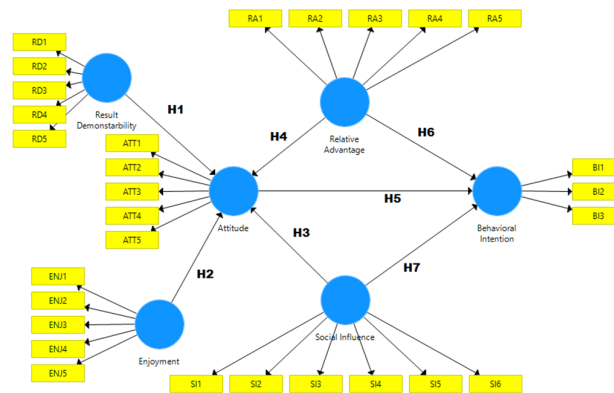 RA1
RA2
RA3
RA4
RA5
RD1
RD2
RD3
RD4
RD5
Result
Demonstarbility
H1
Relative
Advantage
H4
H6
ATT1
ATT2
ATT3
ATT4
ATT5
Attitude
H5
BI1
BI2
BI3
Behavioral
Intention
H3
H2
H7
ENJ1
ENJ2
ENJ3
ENJ4
ENJ5
Enjoyment
Social Influence
SI1
SI2
SI3
SI4
SI5
SI6